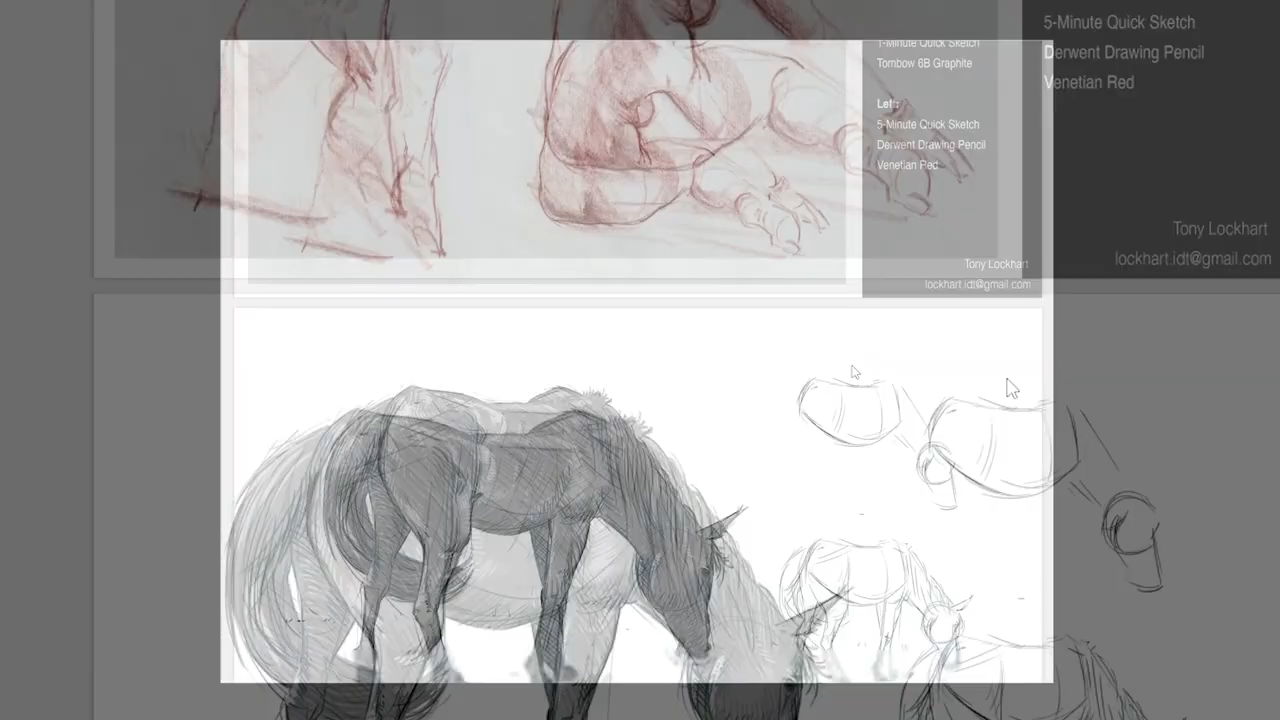 5-Minute Quick Sketch
Derwent Drawing Pencil
Venetian Red
Tony Lockhart
lockhart.idt@gmail.com
1-Minute Quick Sketch
Tombow 6B Graphite
Left:
5-Minute Quick Sketch
Derwent Drawing Pencil
Venetian Red
Tony Lockhart
lockhart.idt@gmail.com